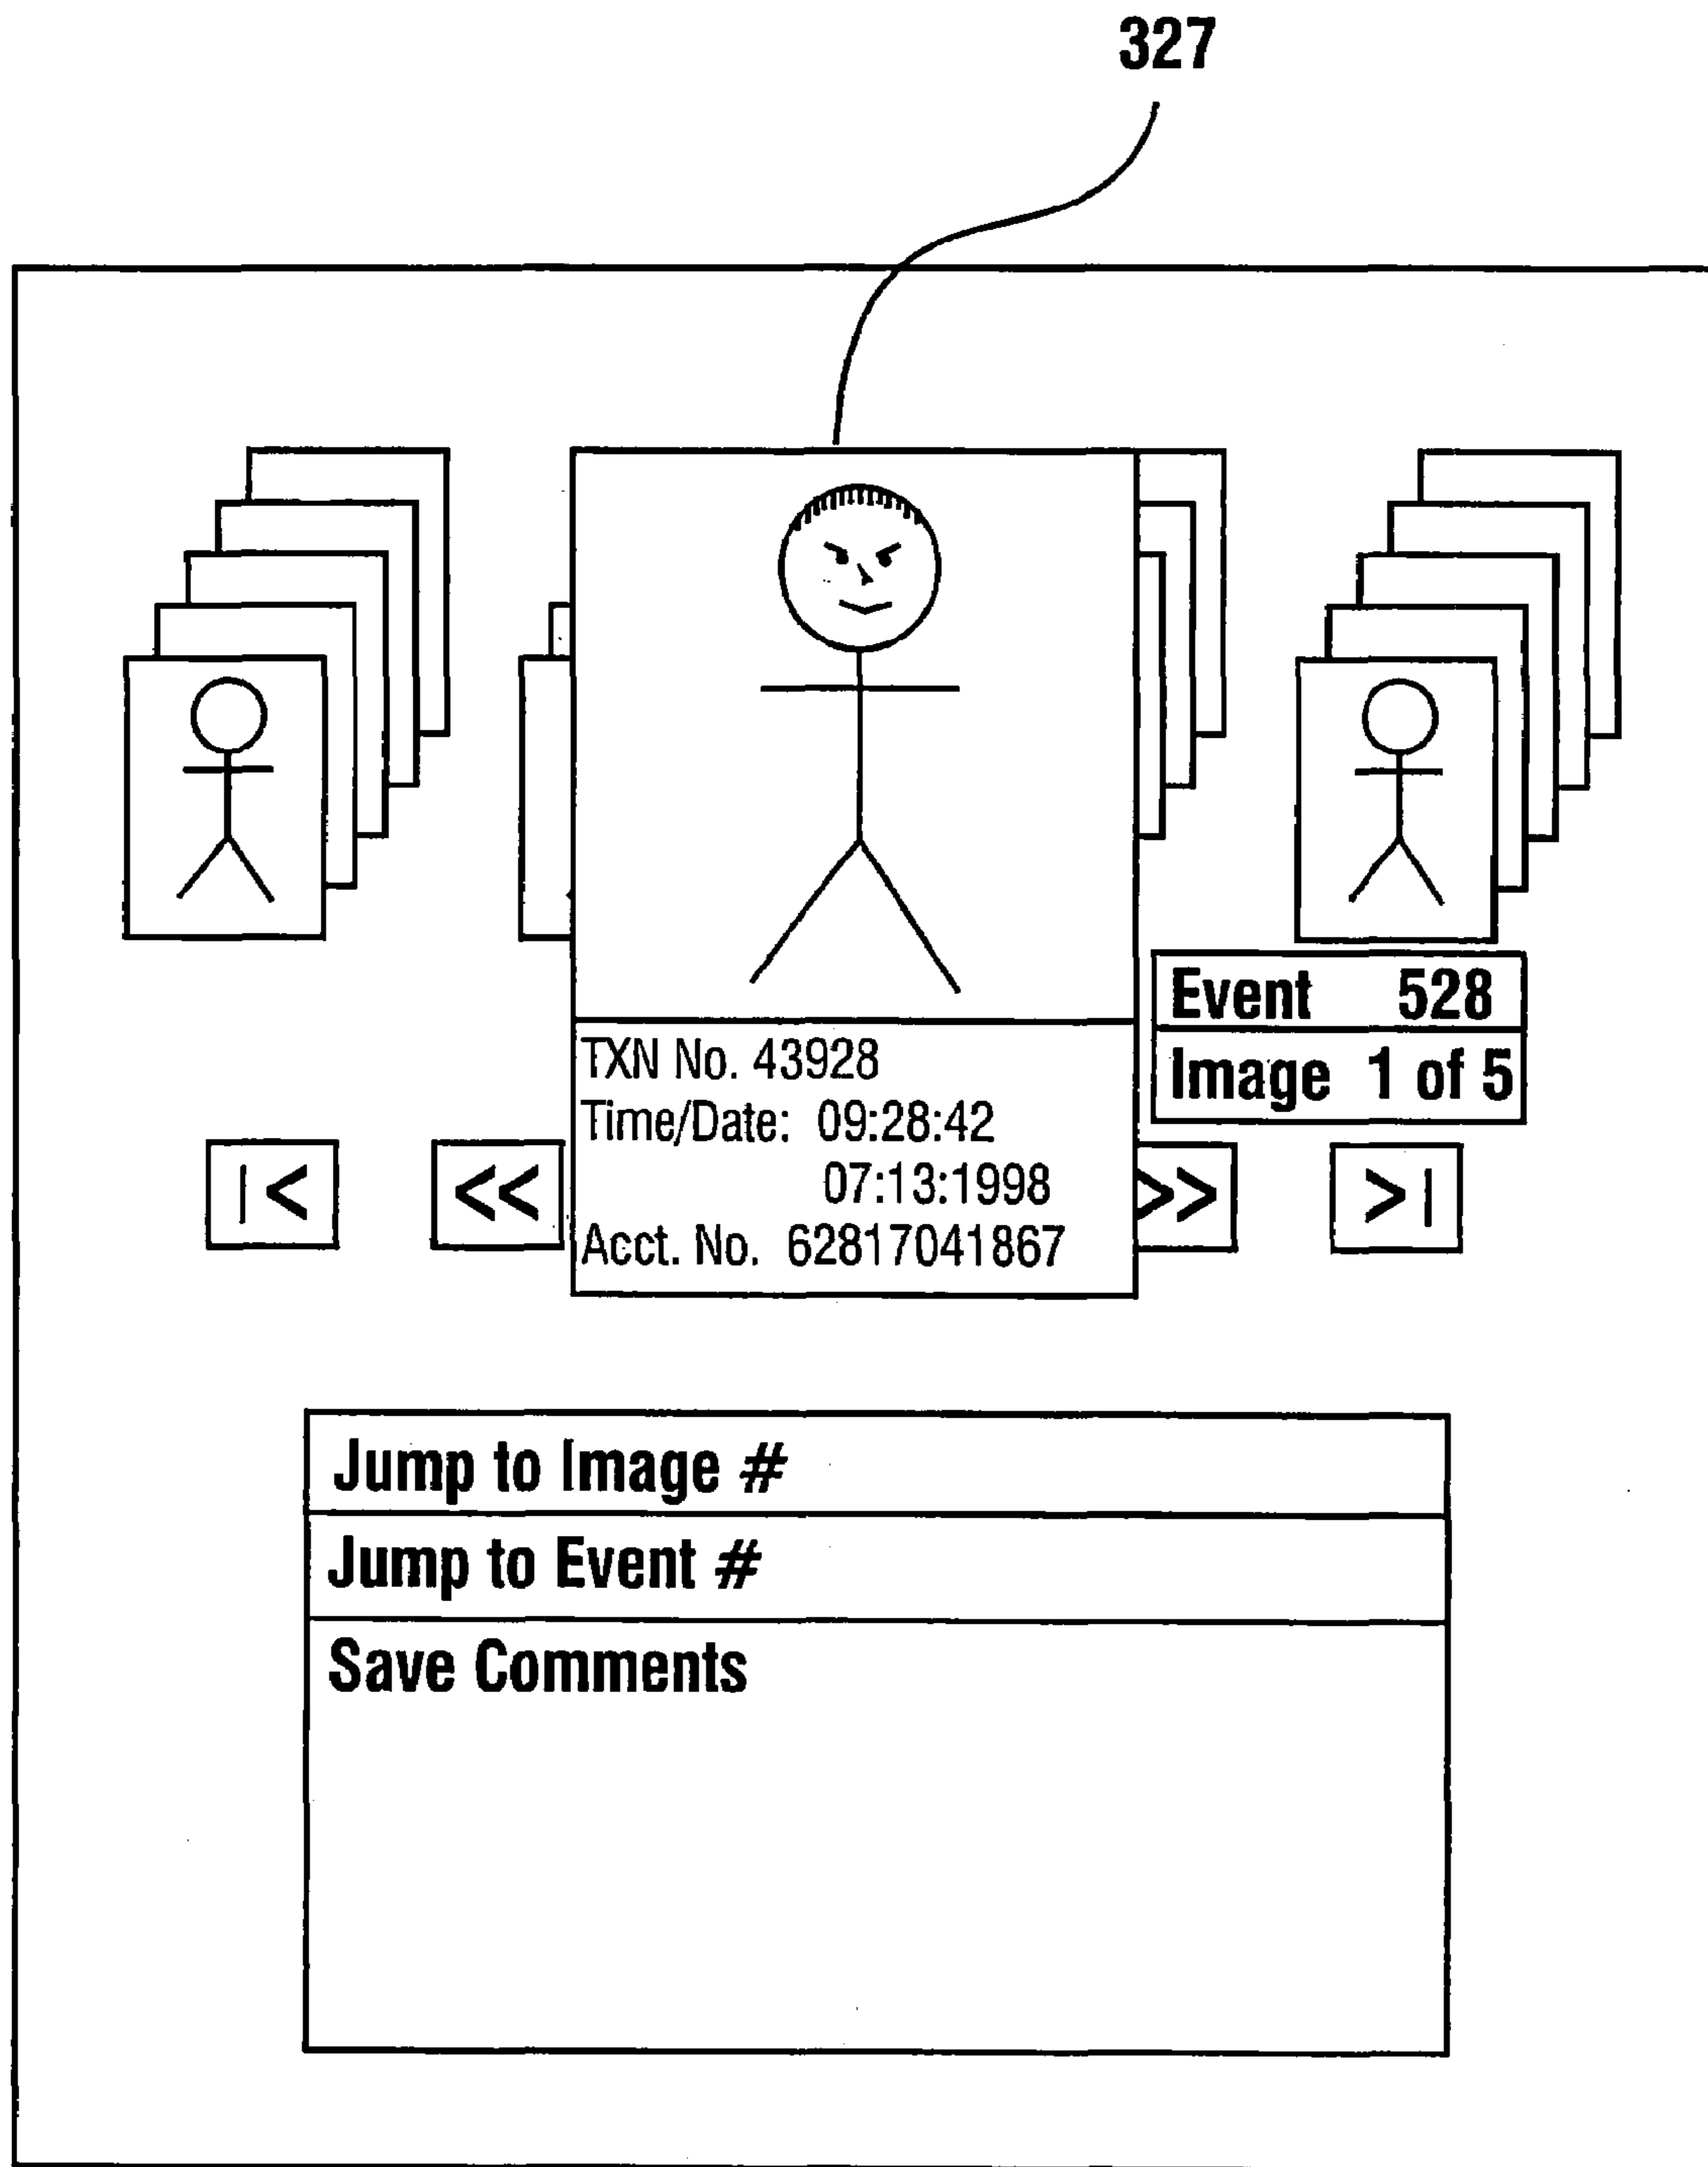 327
Event 528
Image 1 of 5
TXN No. 43928
Time/Date: 09:28:42
07:13:1998
Acct. No. 62817041867
|< << >> >|
Jump to Image #
Jump to Event #
Save Comments